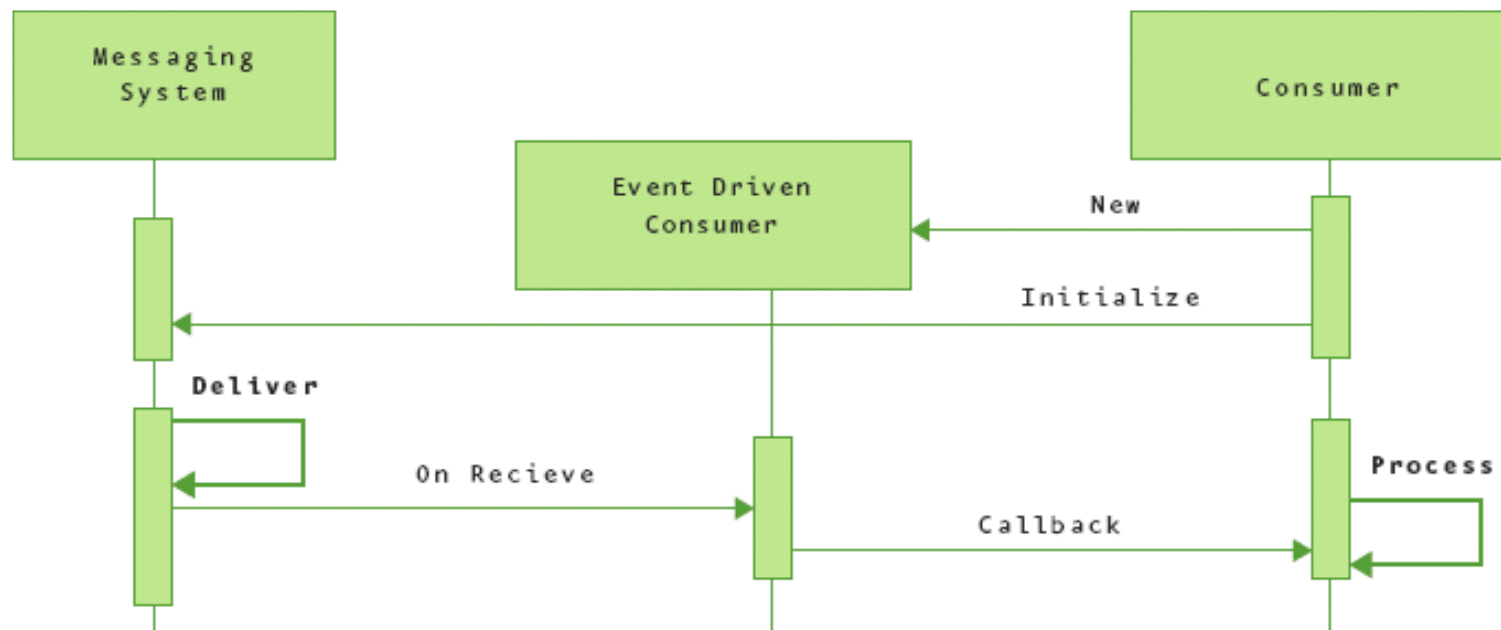 Messaging
System
Consumer
Event Driven
Consumer
New
Initialize
Deliver
On Recieve
Process
Callback